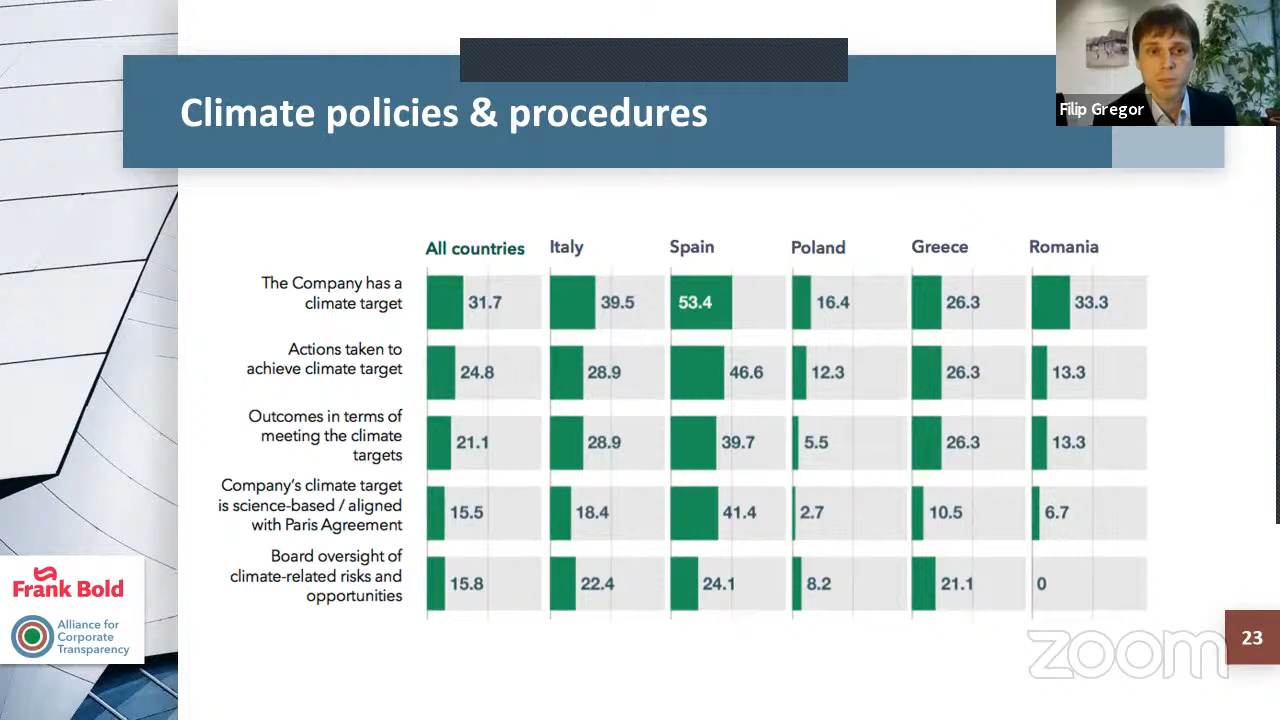 Filip Gregor
Climate policies & procedures
All countries Italy Spain Poland Greece Romania
The Company has a
climate target
31.7 39.5 53.4 16.4 26.3 33.3
Actions taken to
achieve climate target
24.8 28.9 46.6 12.3 26.3 13.3
Outcomes in terms of
meeting the climate
targets
21.1 28.9 39.7 5.5 26.3 13.3
Company's climate target
is science-based / aligned
with Paris Agreement
15.5 18.4 41.4 2.7 10.5 6.7
Board oversight of
climate-related risks and
opportunities
15.8 22.4 24.1 8.2 21.1 0
Frank Bold
Alliance for
Corporate
Transparency
23
zoom